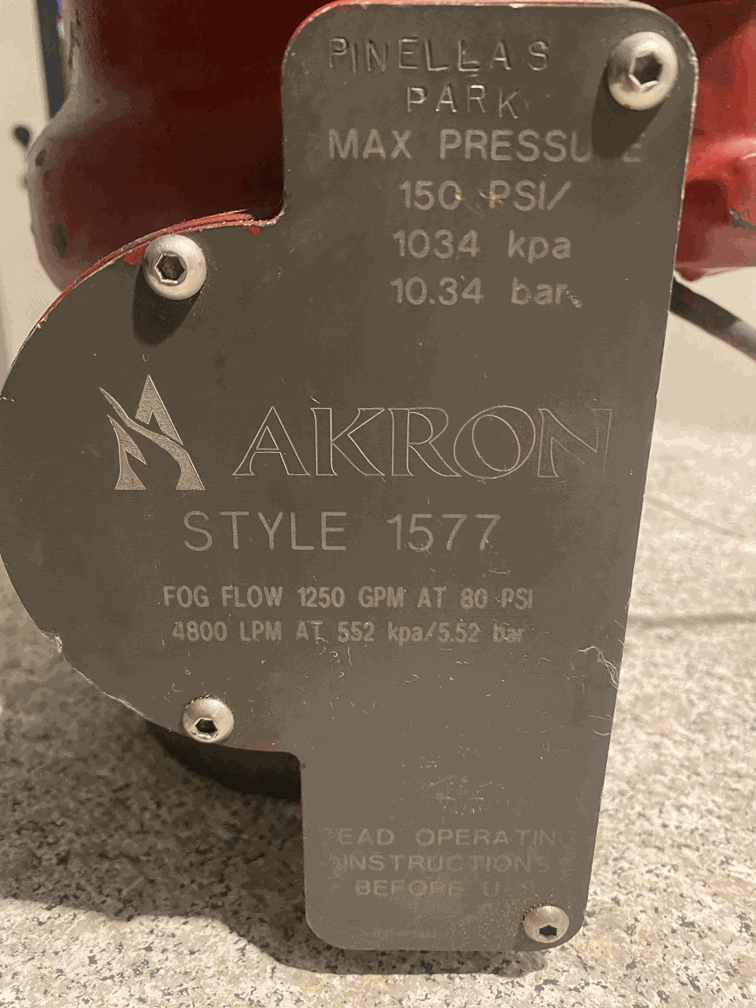 PINELLAS
PARK
MAX PRESSURE
150 PSI/
1034 kpa
10.34 bar
AKRON
STYLE 1577
FOG FLOW 1250 GPM AT 80 PSI
4800 LPM AT 552 kpa/5.52 bar
READ OPERATING
INSTRUCTIONS
BEFORE